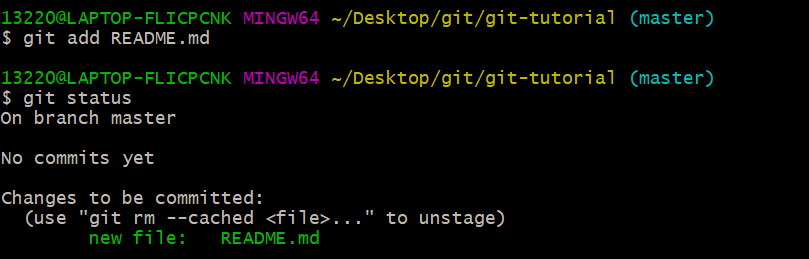 13220@LAPTOP-FLICPCNK MINGW64 ~/Desktop/git/git-tutorial (master)
$ git add README.md
13220@LAPTOP-FLICPCNK MINGW64 ~/Desktop/git/git-tutorial (master)
$ git status
On branch master
No commits yet
Changes to be committed:
  (use "git rm --cached <file>..." to unstage)
        new file:   README.md